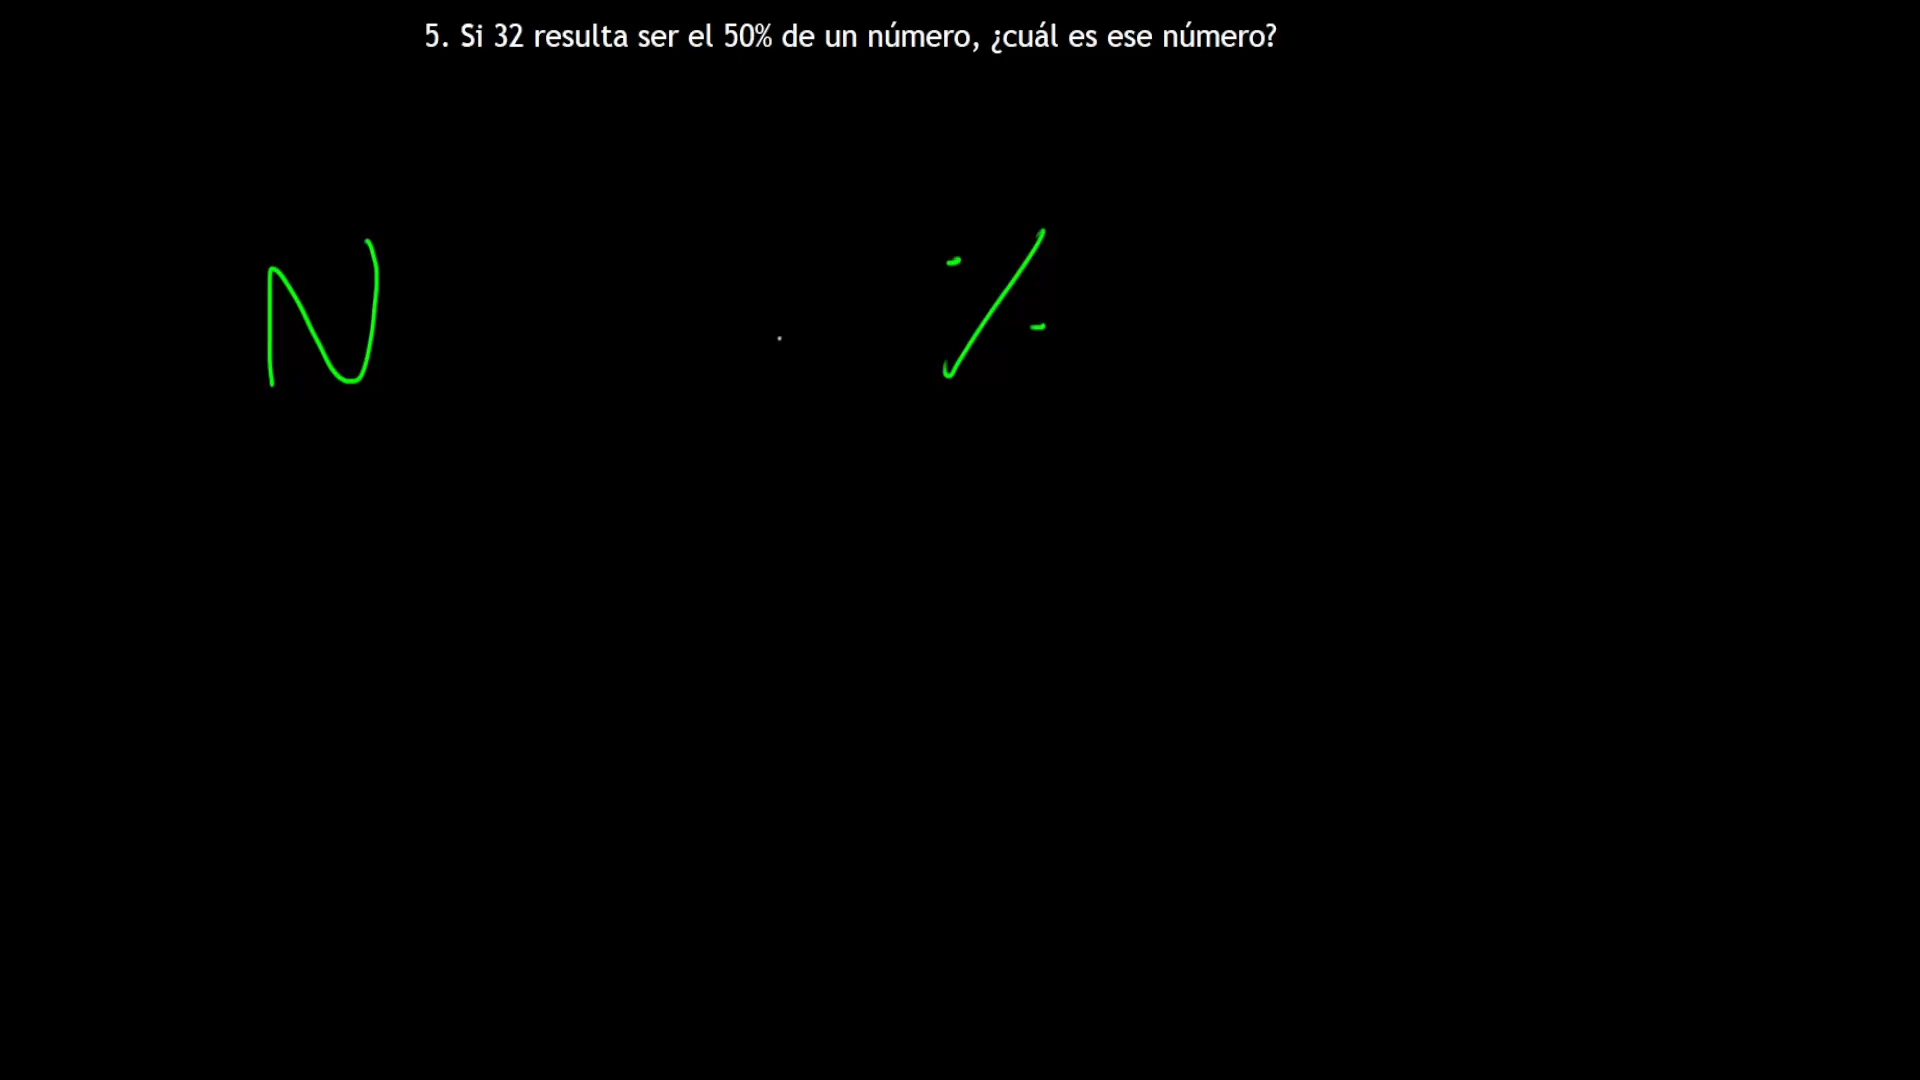 5. Si 32 resulta ser el 50% de un número, ¿cuál es ese número?
N %